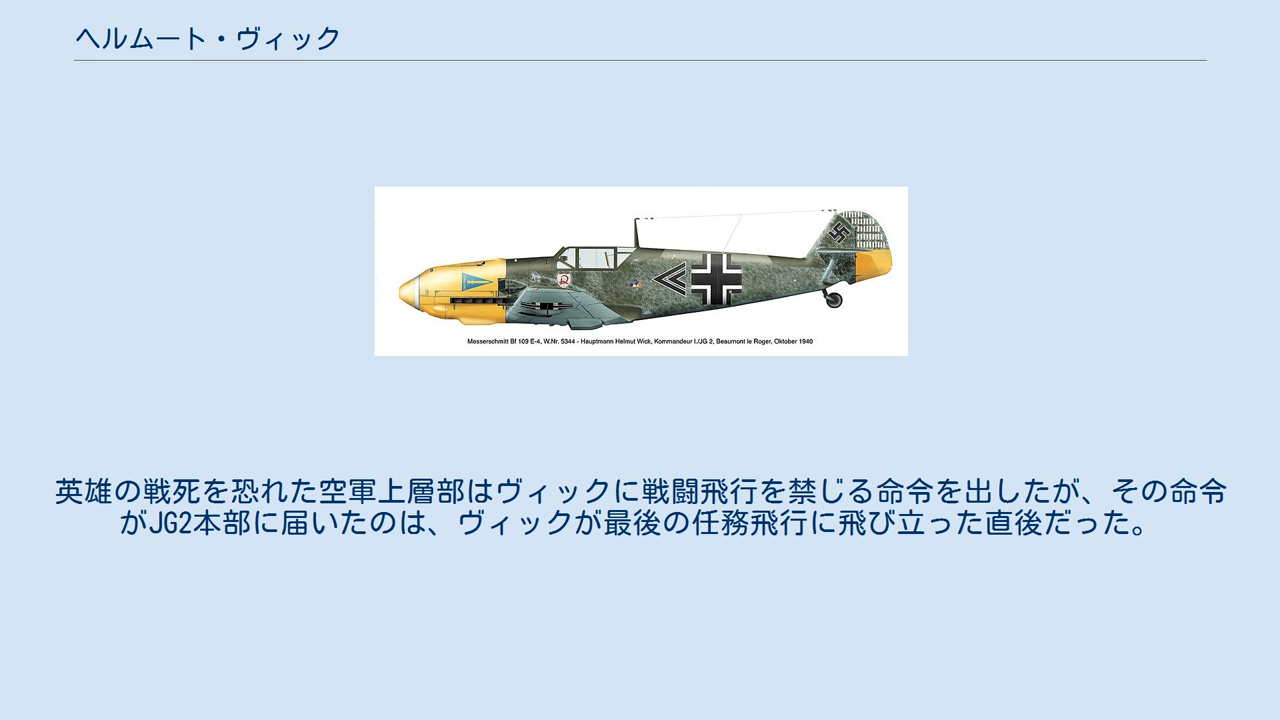 ヘルムート・ヴィック
Messerschmitt Bf 109 E-4, W.Nr. 5344 - Hauptmann Helmut Wick, Kommandeur I./JG 2, Beaumont le Roger, Oktober 1940
英雄の戦死を恐れた空軍上層部はヴィックに戦闘飛行を禁じる命令を出したが、その命令
がJG2本部に届いたのは、ヴィックが最後の任務飛行に飛び立った直後だった。